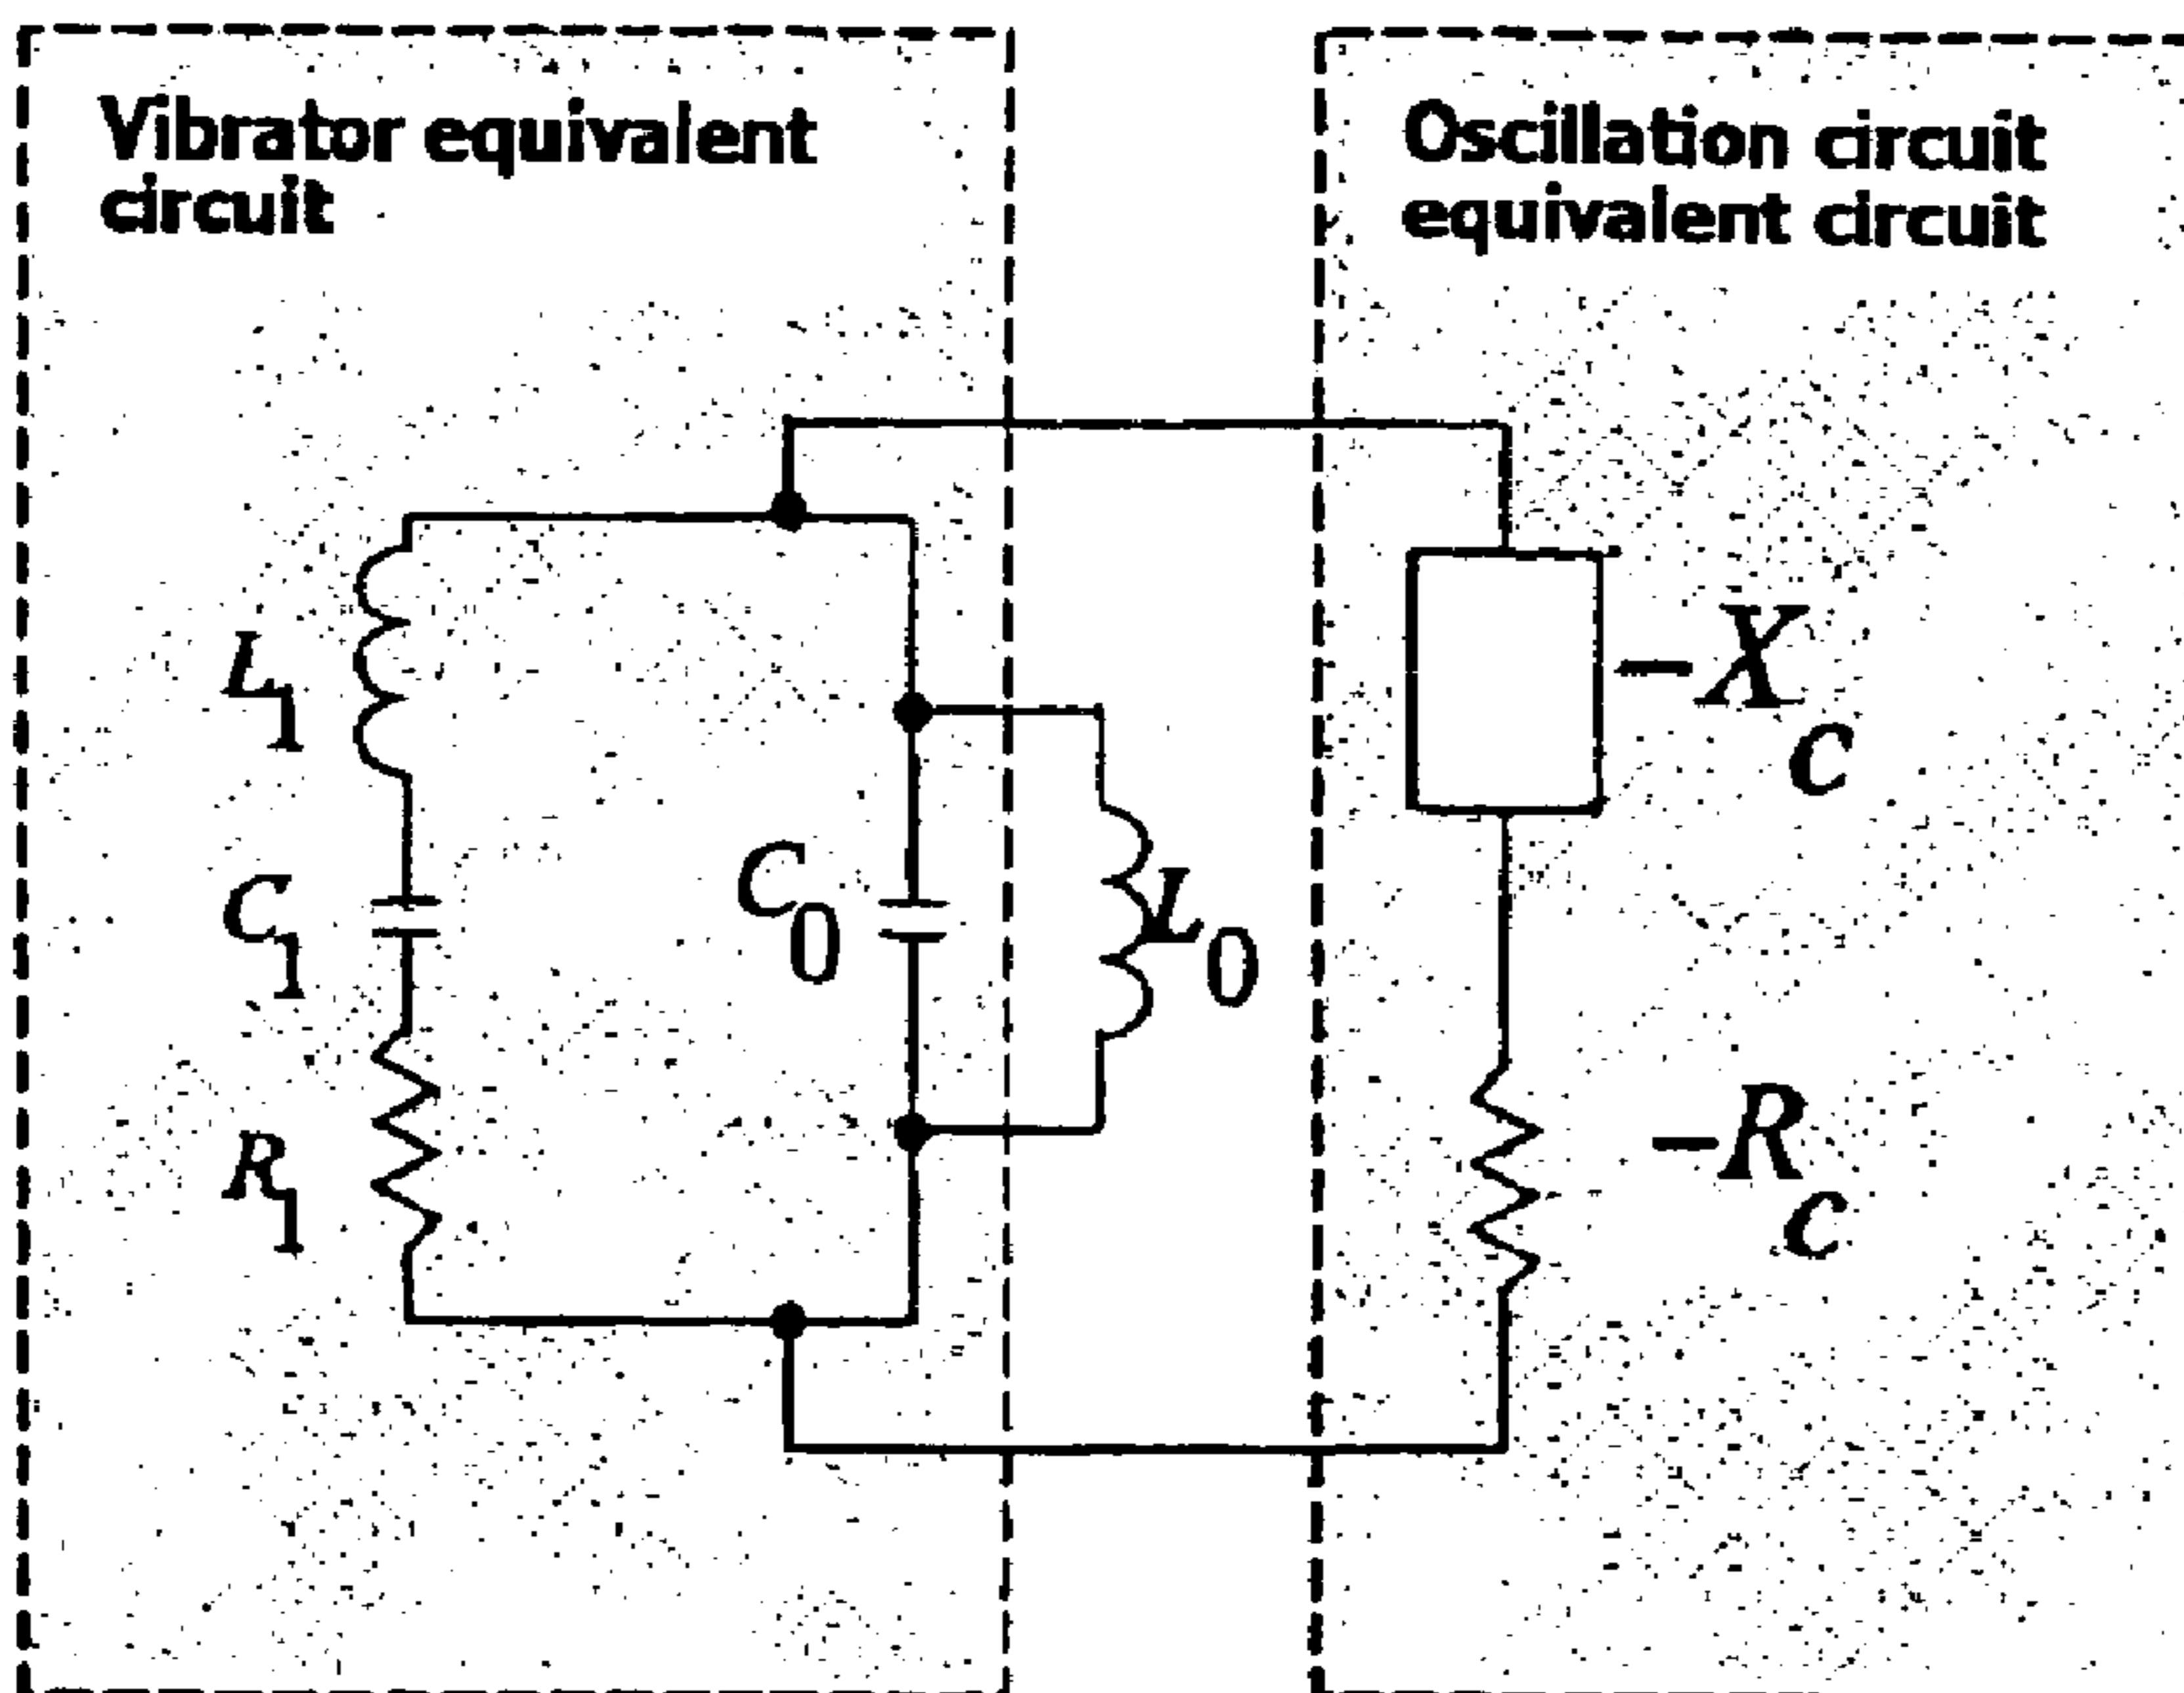 Vibrator equivalent
circuit
Oscillation circuit
equivalent circuit
L1
C1
R1
C0
L0
−XC
−RC